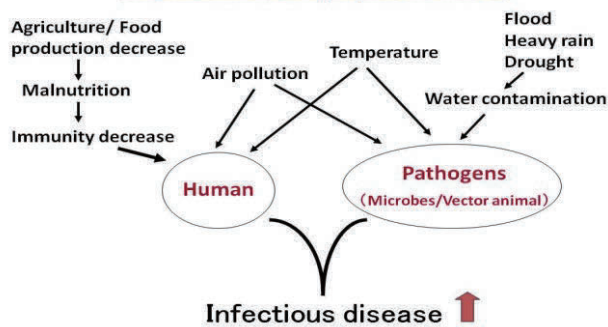 Agriculture/ Food
production decrease
Malnutrition
Immunity decrease
Air pollution
Temperature
Flood
Heavy rain
Drought
Water contamination
Human
Pathogens
(Microbes/Vector animal)
Infectious disease